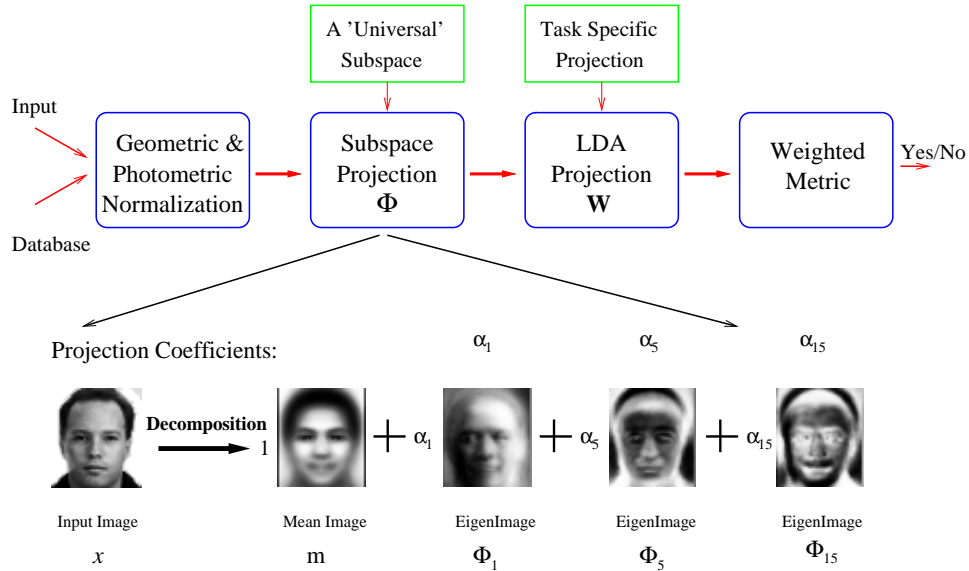 A 'Universal'
Subspace
Task Specific
Projection
Input
Database
Geometric &
Photometric
Normalization
Subspace
Projection
Φ
LDA
Projection
W
Weighted
Metric
Yes/No
Projection Coefficients:
α1
α5
α15
Decomposition
1
+ α1
+ α5
+ α15
Input Image
Mean Image
EigenImage
EigenImage
EigenImage
x
m
Φ1
Φ5
Φ15